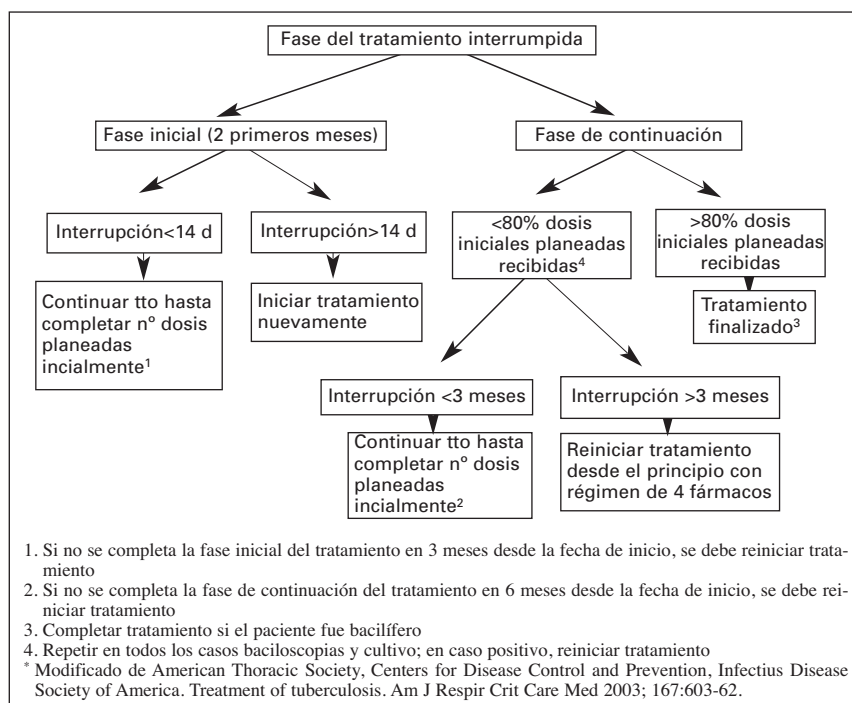 Fase del tratamiento interrumpida
Fase inicial (2 primeros meses)
Fase de continuación
Interrupción<14 d
Interrupción>14 d
<80% dosis
iniciales planeadas
recibidas4
>80% dosis
iniciales planeadas
recibidas
Continuar tto hasta
completar nº dosis
planeadas
incialmente1
Iniciar tratamiento
nuevamente
Tratamiento
finalizado3
Interrupción <3 meses
Interrupción >3 meses
Continuar tto hasta
completar nº dosis
planeadas
incialmente2
Reiniciar tratamiento
desde el principio con
régimen de 4 fármacos
1. Si no se completa la fase inicial del tratamiento en 3 meses desde la fecha de inicio, se debe reiniciar trata-
miento
2. Si no se completa la fase de continuación del tratamiento en 6 meses desde la fecha de inicio, se debe rei-
niciar tratamiento
3. Completar tratamiento si el paciente fue bacilífero
4. Repetir en todos los casos baciloscopias y cultivo; en caso positivo, reiniciar tratamiento
* Modificado de American Thoracic Society, Centers for Disease Control and Prevention, Infectius Disease
Society of America. Treatment of tuberculosis. Am J Respir Crit Care Med 2003; 167:603-62.